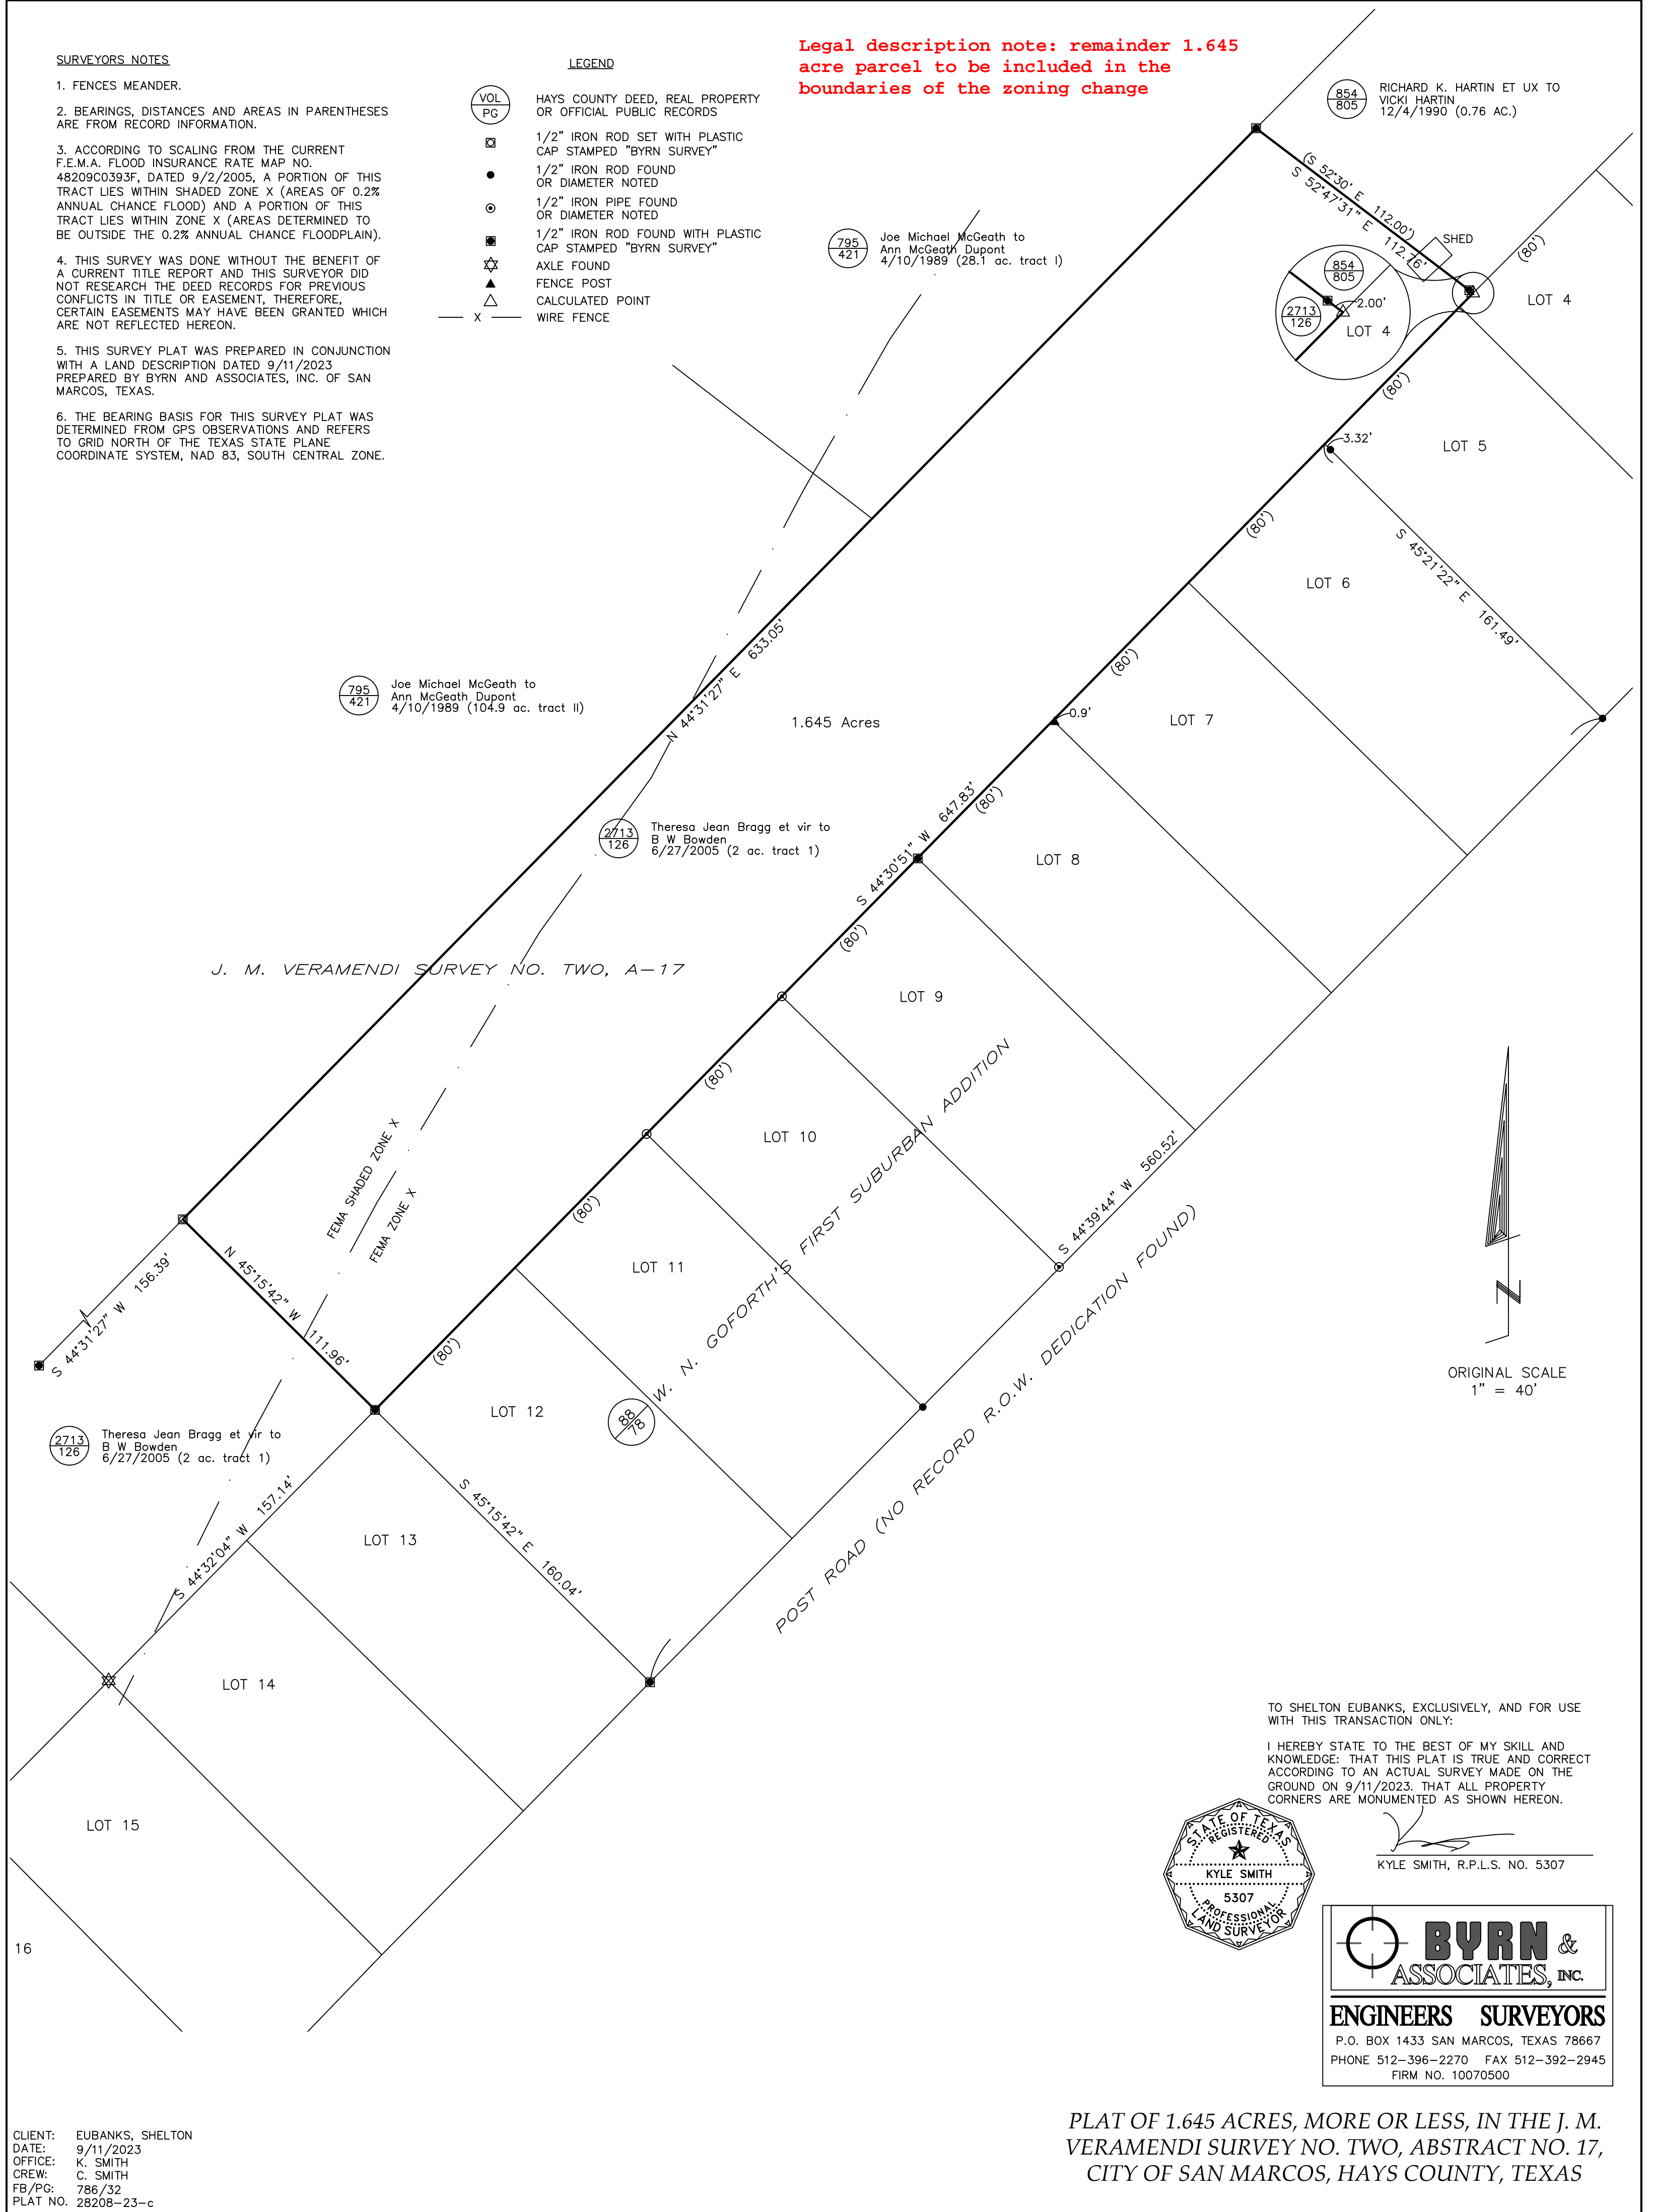 SURVEYORS NOTES
1. FENCES MEANDER.
2. BEARINGS, DISTANCES AND AREAS IN PARENTHESES
ARE FROM RECORD INFORMATION.
3. ACCORDING TO SCALING FROM THE CURRENT
F.E.M.A. FLOOD INSURANCE RATE MAP NO.
48209C0393F, DATED 9/2/2005, A PORTION OF THIS
TRACT LIES WITHIN SHADED ZONE X (AREAS OF 0.2%
ANNUAL CHANCE FLOOD) AND A PORTION OF THIS
TRACT LIES WITHIN ZONE X (AREAS DETERMINED TO
BE OUTSIDE THE 0.2% ANNUAL CHANCE FLOODPLAIN).
4. THIS SURVEY WAS DONE WITHOUT THE BENEFIT OF
A CURRENT TITLE REPORT AND THIS SURVEYOR DID
NOT RESEARCH THE DEED RECORDS FOR PREVIOUS
CONFLICTS IN TITLE OR EASEMENT, THEREFORE,
CERTAIN EASEMENTS MAY HAVE BEEN GRANTED WHICH
ARE NOT REFLECTED HEREON.
5. THIS SURVEY PLAT WAS PREPARED IN CONJUNCTION
WITH A LAND DESCRIPTION DATED 9/11/2023
PREPARED BY BYRN AND ASSOCIATES, INC. OF SAN
MARCOS, TEXAS.
6. THE BEARING BASIS FOR THIS SURVEY PLAT WAS
DETERMINED FROM GPS OBSERVATIONS AND REFERS
TO GRID NORTH OF THE TEXAS STATE PLANE
COORDINATE SYSTEM, NAD 83, SOUTH CENTRAL ZONE.
LEGEND
VOL
PG
HAYS COUNTY DEED, REAL PROPERTY
OR OFFICIAL PUBLIC RECORDS
1/2" IRON ROD SET WITH PLASTIC
CAP STAMPED "BYRN SURVEY"
1/2" IRON ROD FOUND
OR DIAMETER NOTED
1/2" IRON PIPE FOUND
OR DIAMETER NOTED
1/2" IRON ROD FOUND WITH PLASTIC
CAP STAMPED "BYRN SURVEY"
AXLE FOUND
FENCE POST
CALCULATED POINT
X
WIRE FENCE
Legal description note: remainder 1.645
acre parcel to be included in the
boundaries of the zoning change
854
805
RICHARD K. HARTIN ET UX TO
VICKI HARTIN
12/4/1990 (0.76 AC.)
(S 52°30' E 112.00')
S 52°47'31" E 112.76'
SHED
(80')
LOT 4
795
421
Joe Michael McGeath to
Ann McGeath Dupont
4/10/1989 (28.1 ac. tract I)
854
805
2713
126
2.00'
LOT 4
(80')
3.32'
LOT 5
(80')
LOT 6
S 45°21'22" E 161.49'
N 44°31'27" E 633.05'
(80')
795
421
Joe Michael McGeath to
Ann McGeath Dupont
4/10/1989 (104.9 ac. tract II)
1.645 Acres
0.9'
LOT 7
S 44°30'51" W 647.83'
(80')
2713
126
Theresa Jean Bragg et vir to
B W Bowden
6/27/2005 (2 ac. tract 1)
LOT 8
(80')
J. M. VERAMENDI SURVEY NO. TWO, A-17
LOT 9
(80')
LOT 10
W. N. GOFORTH'S FIRST SUBURBAN ADDITION
FEMA SHADED ZONE X
FEMA ZONE X
S 44°39'44" W 560.52'
POST ROAD (NO RECORD R.O.W. DEDICATION FOUND)
(80')
LOT 11
S 44°31'27" W 156.39'
N 45°15'42" W 111.96'
(80')
LOT 12
88
78
N
ORIGINAL SCALE
1" = 40'
2713
126
Theresa Jean Bragg et vir to
B W Bowden
6/27/2005 (2 ac. tract 1)
S 44°32'04" W 157.14'
LOT 13
S 45°15'42" E 160.04'
LOT 14
LOT 15
16
TO SHELTON EUBANKS, EXCLUSIVELY, AND FOR USE
WITH THIS TRANSACTION ONLY:
I HEREBY STATE TO THE BEST OF MY SKILL AND
KNOWLEDGE: THAT THIS PLAT IS TRUE AND CORRECT
ACCORDING TO AN ACTUAL SURVEY MADE ON THE
GROUND ON 9/11/2023. THAT ALL PROPERTY
CORNERS ARE MONUMENTED AS SHOWN HEREON.
KYLE SMITH, R.P.L.S. NO. 5307
STATE OF TEXAS
REGISTERED
KYLE SMITH
5307
PROFESSIONAL
LAND SURVEYOR
BYRN &
ASSOCIATES, INC.
ENGINEERS SURVEYORS
P.O. BOX 1433 SAN MARCOS, TEXAS 78667
PHONE 512-396-2270 FAX 512-392-2945
FIRM NO. 10070500
PLAT OF 1.645 ACRES, MORE OR LESS, IN THE J. M.
VERAMENDI SURVEY NO. TWO, ABSTRACT NO. 17,
CITY OF SAN MARCOS, HAYS COUNTY, TEXAS
CLIENT: EUBANKS, SHELTON
DATE: 9/11/2023
OFFICE: K. SMITH
CREW: C. SMITH
FB/PG: 786/32
PLAT NO. 28208-23-c